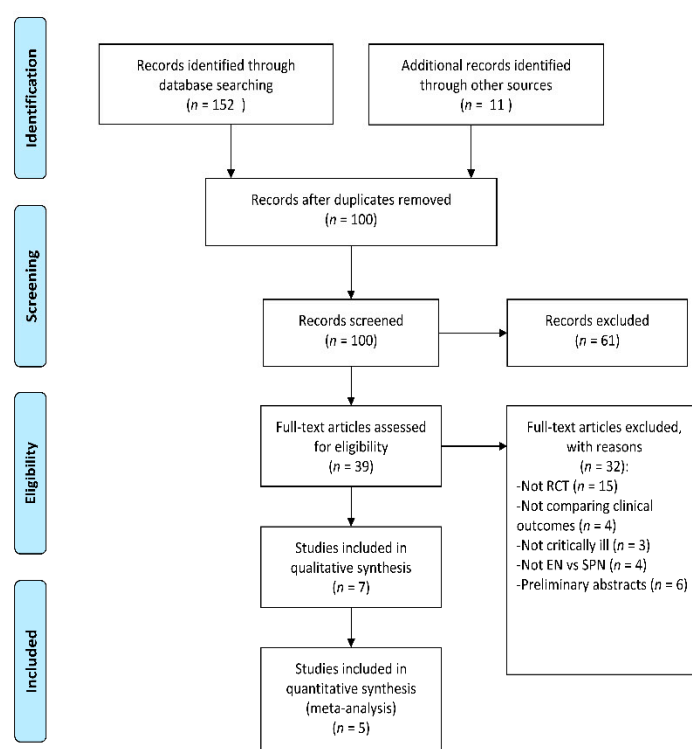 Identification
Records identified through
database searching
(n = 152 )
Additional records identified
through other sources
(n = 11 )
Records after duplicates removed
(n = 100)
Screening
Records screened
(n = 100)
Records excluded
(n = 61)
Eligibility
Full-text articles assessed
for eligibility
(n = 39)
Full-text articles excluded,
with reasons
(n = 32):
-Not RCT (n = 15)
-Not comparing clinical
outcomes (n = 4)
-Not critically ill (n = 3)
-Not EN vs SPN (n = 4)
-Preliminary abstracts (n = 6)
Studies included in
qualitative synthesis
(n = 7)
Included
Studies included in
quantitative synthesis
(meta-analysis)
(n = 5)